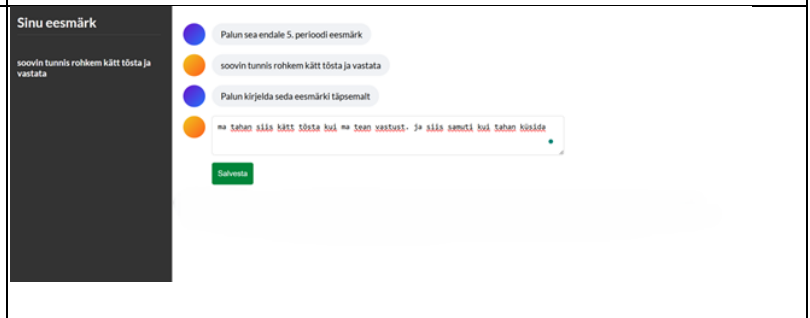 Sinu eesmärk
soovin tunnis rohkem kätt tõsta ja
vastata
Palun sea endale 5. perioodi eesmärk
soovin tunnis rohkem kätt tõsta ja vastata
Palun kirjelda seda eesmärki täpsemalt
ma tahan siis kätt tõsta kui ma tean vastust. ja siis samuti kui tahan küsida
Salvesta